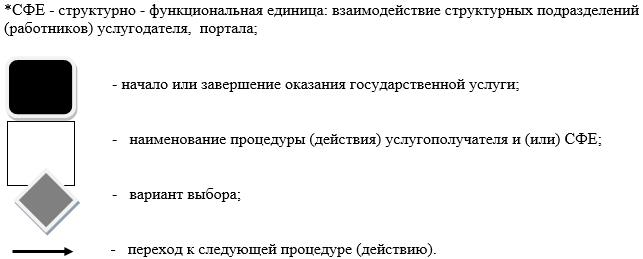 *СФЕ - структурно - функциональная единица: взаимодействие структурных подразделений
(работников) услугодателя, портала;
- начало или завершение оказания государственной услуги;
- наименование процедуры (действия) услугополучателя и (или) СФЕ;
- вариант выбора;
- переход к следующей процедуре (действию).